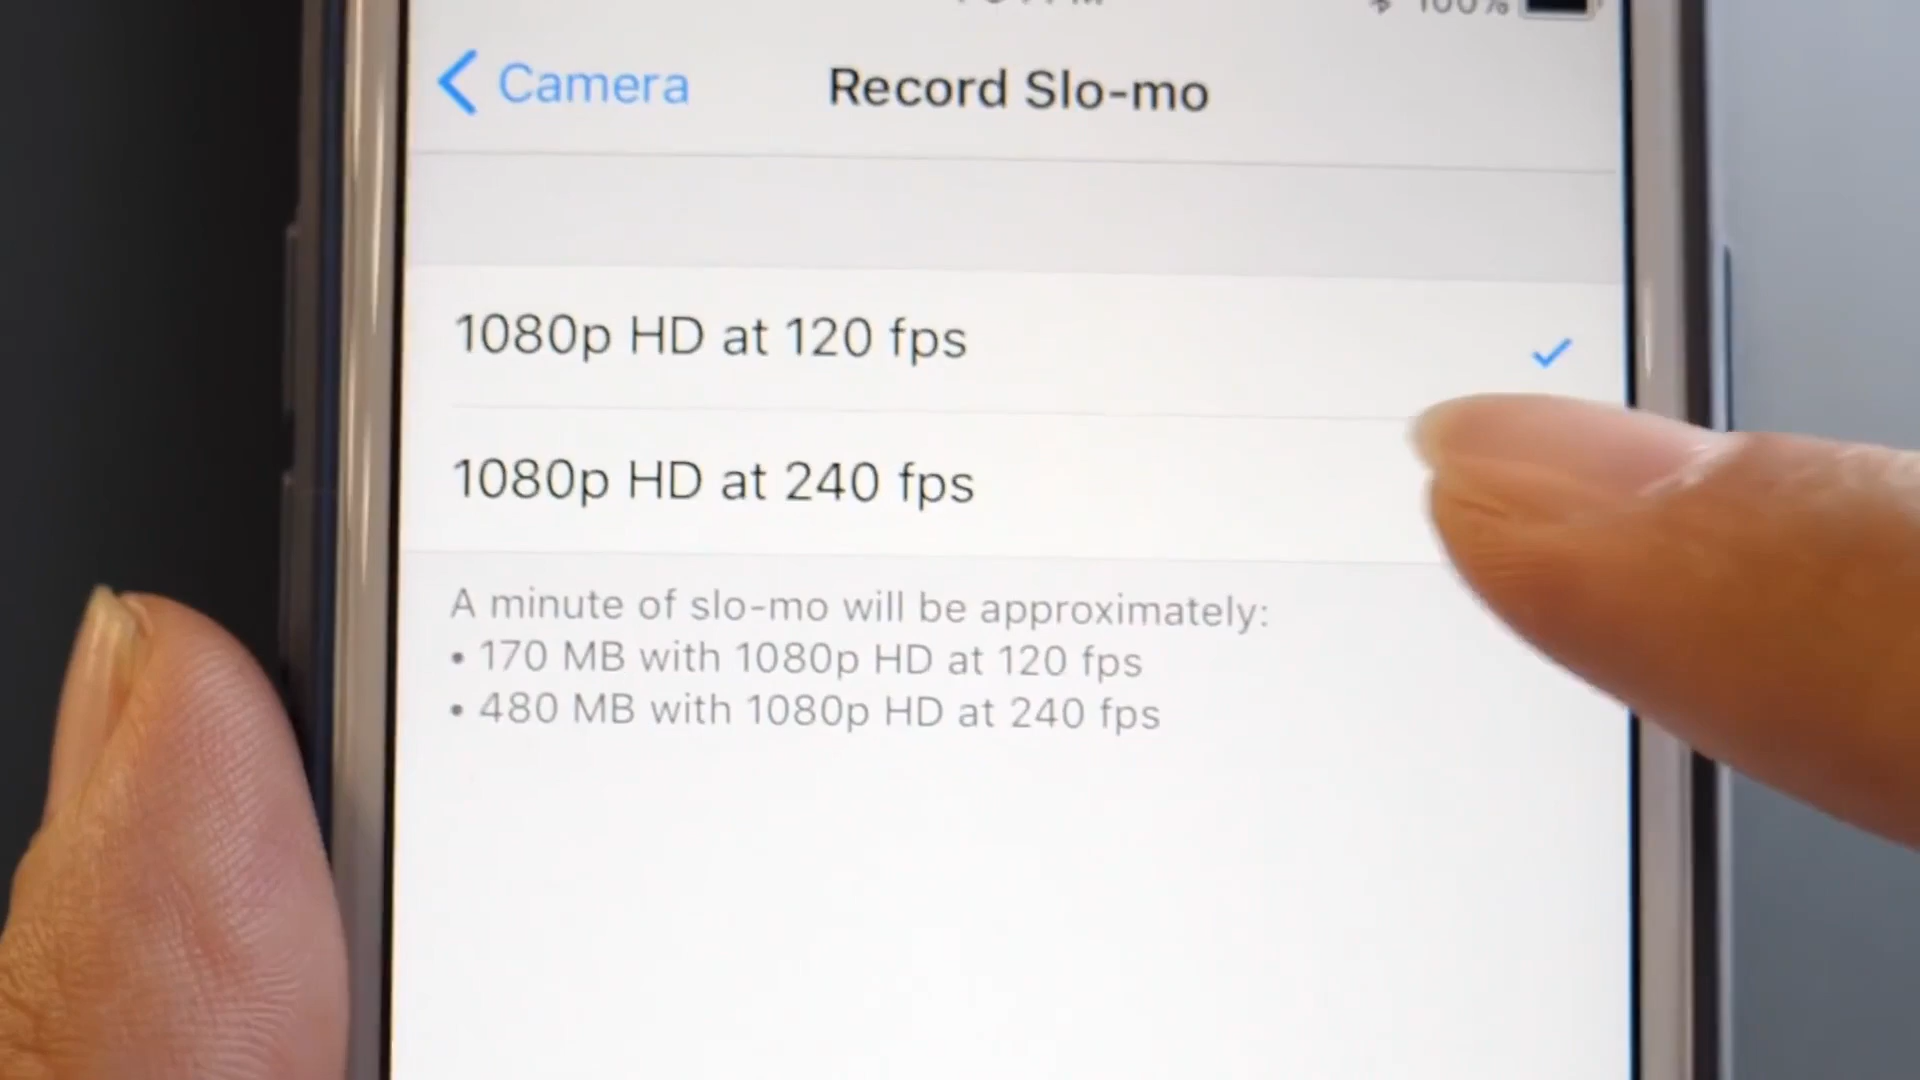 100%
Camera
Record Slo-mo
1080p HD at 120 fps
1080p HD at 240 fps
A minute of slo-mo will be approximately:
• 170 MB with 1080p HD at 120 fps
• 480 MB with 1080p HD at 240 fps